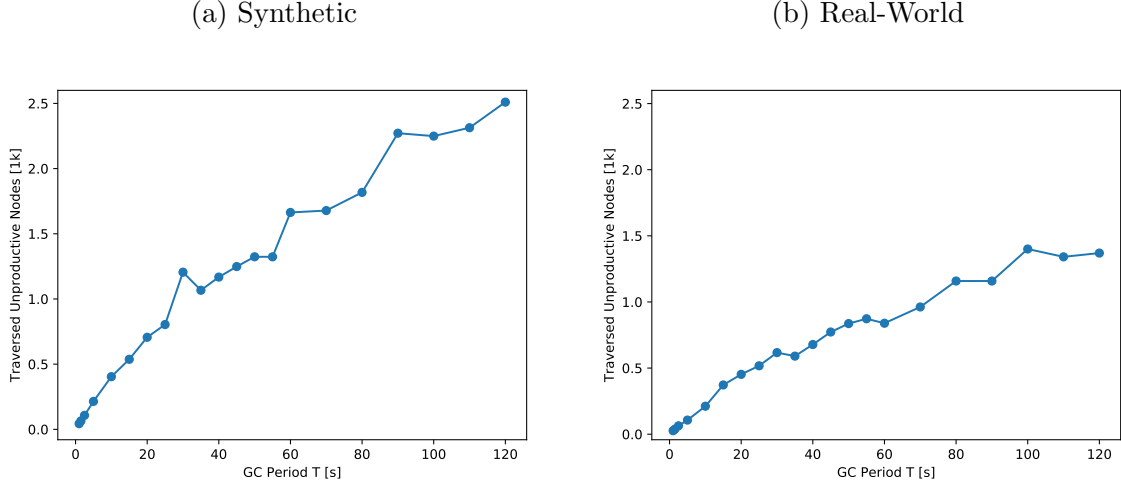 (a) Synthetic
(b) Real-World
2.5
2.0
1.5
1.0
0.5
0.0
Traversed Unproductive Nodes [1k]
0 20 40 60 80 100 120
GC Period T [s]
2.5
2.0
1.5
1.0
0.5
0.0
Traversed Unproductive Nodes [1k]
0 20 40 60 80 100 120
GC Period T [s]